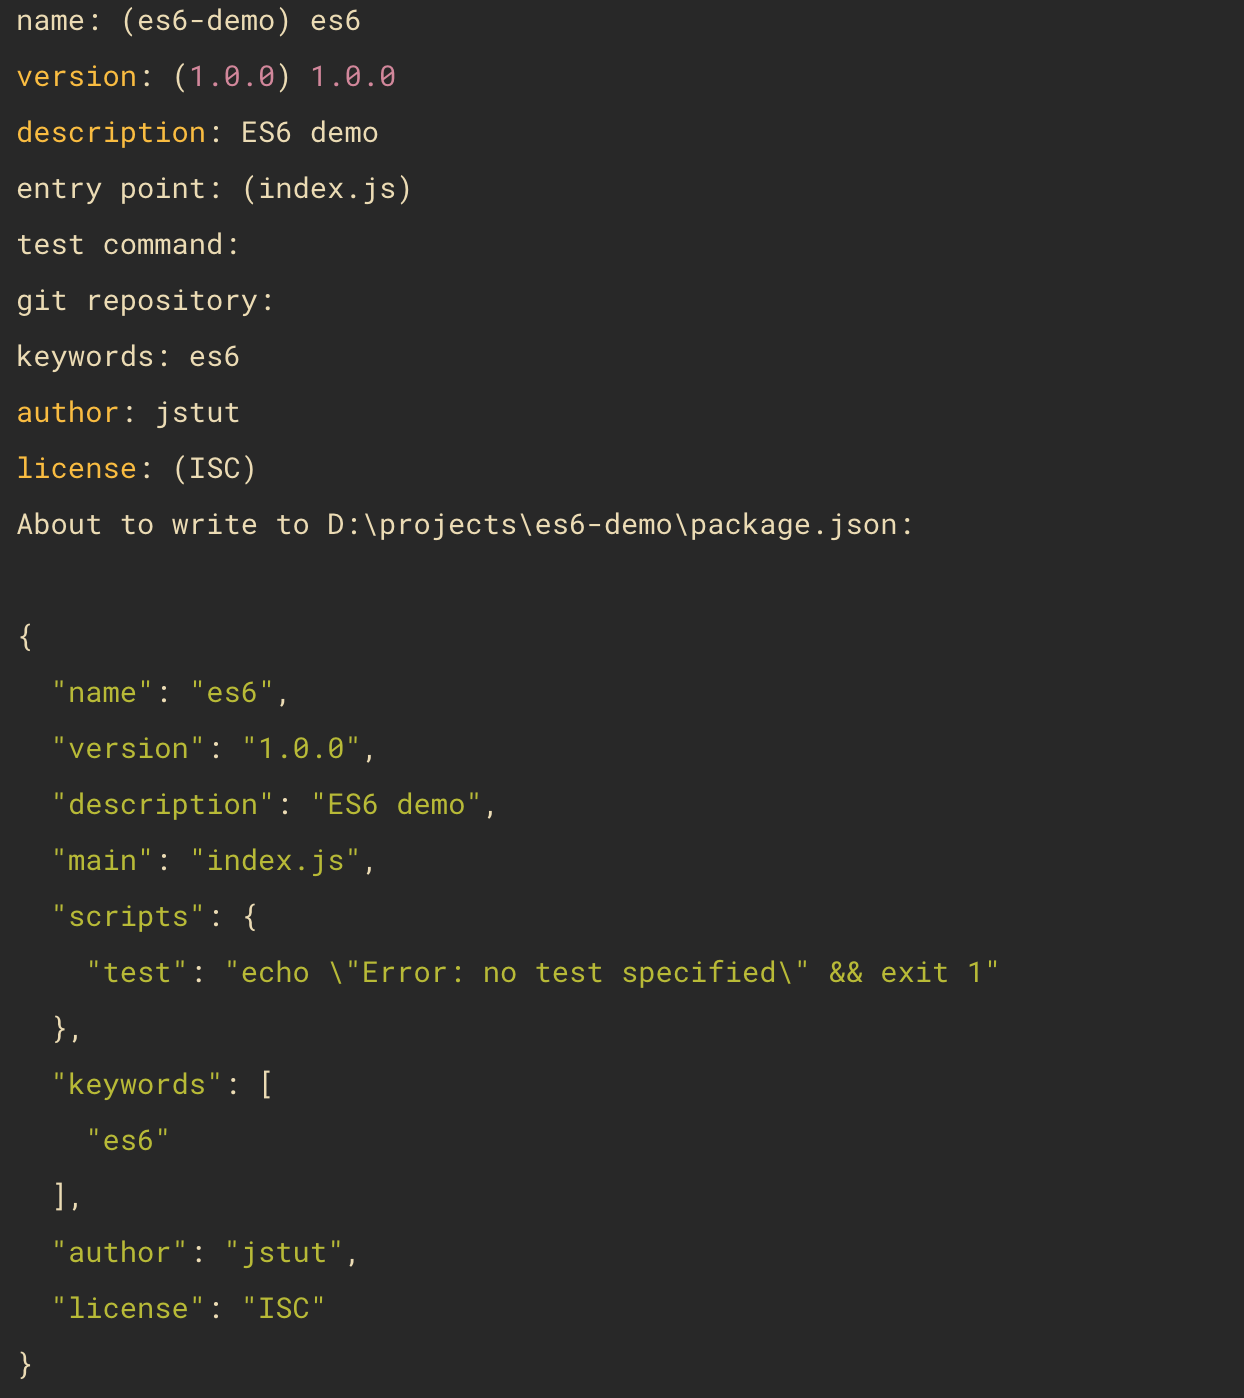 name: (es6-demo) es6
version: (1.0.0) 1.0.0
description: ES6 demo
entry point: (index.js)
test command:
git repository:
keywords: es6
author: jstut
license: (ISC)
About to write to D:\projects\es6-demo\package.json:

{
  "name": "es6",
  "version": "1.0.0",
  "description": "ES6 demo",
  "main": "index.js",
  "scripts": {
    "test": "echo \"Error: no test specified\" && exit 1"
  },
  "keywords": [
    "es6"
  ],
  "author": "jstut",
  "license": "ISC"
}